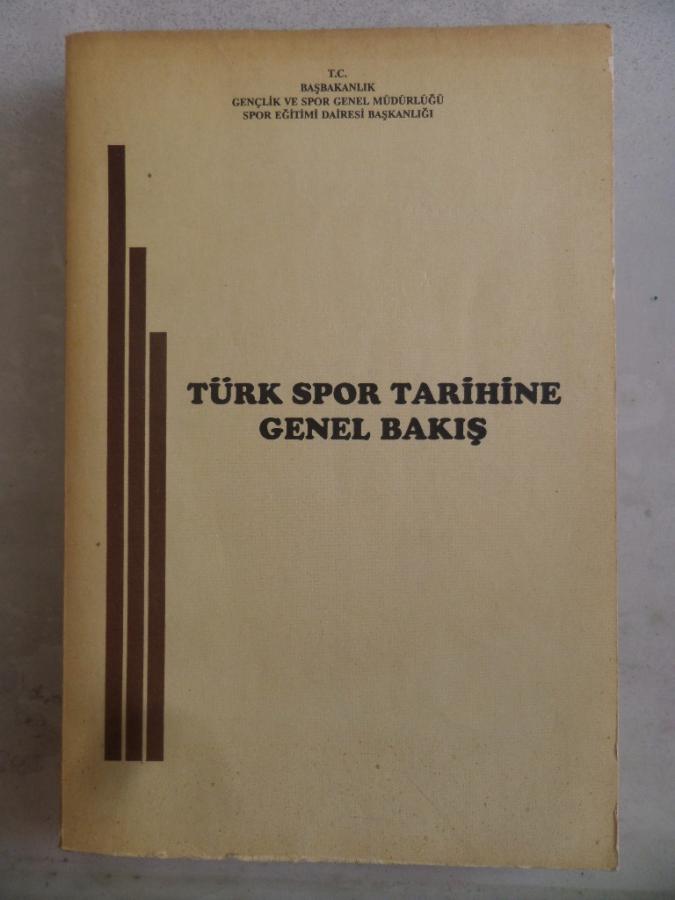 T.C.
BAŞBAKANLIK
GENÇLİK VE SPOR GENEL MÜDÜRLÜĞÜ
SPOR EĞİTİMİ DAİRESİ BAŞKANLIĞI
TÜRK SPOR TARİHİNE
GENEL BAKIŞ